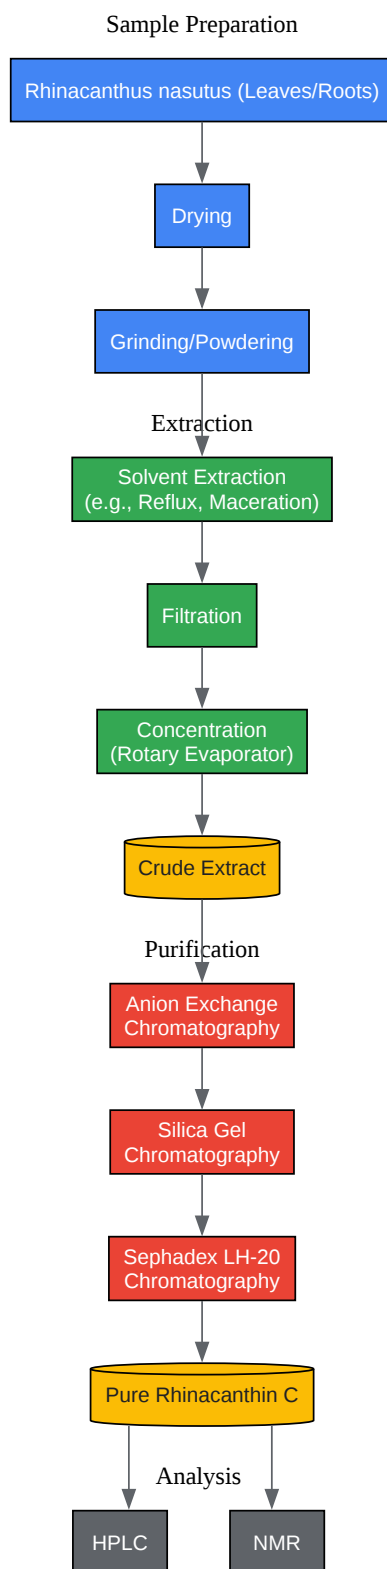 Sample Preparation
Rhinacanthus nasutus (Leaves/Roots)
Drying
Grinding/Powdering
Extraction
Solvent Extraction
(e.g., Reflux, Maceration)
Filtration
Concentration
(Rotary Evaporator)
Crude Extract
Purification
Anion Exchange
Chromatography
Silica Gel
Chromatography
Sephadex LH-20
Chromatography
Pure Rhinacanthin C
Analysis
HPLC
NMR